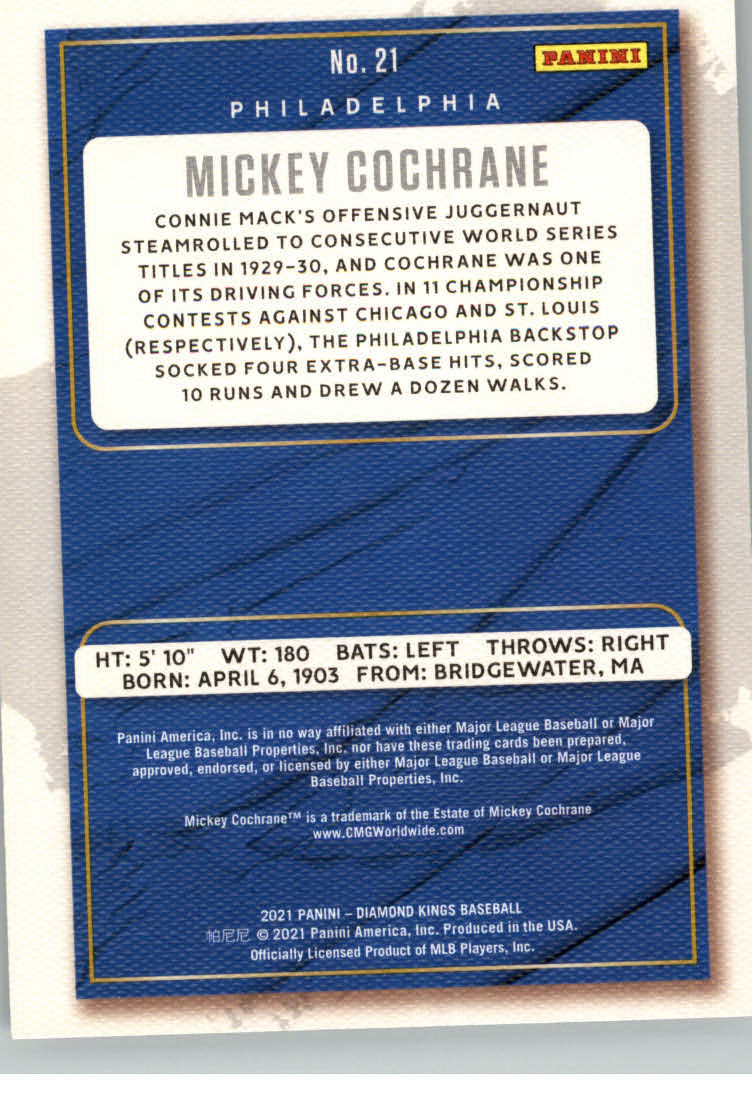 No. 21
PANINI
PHILADELPHIA
MICKEY COCHRANE
CONNIE MACK'S OFFENSIVE JUGGERNAUT
STEAMROLLED TO CONSECUTIVE WORLD SERIES
TITLES IN 1929–30, AND COCHRANE WAS ONE
OF ITS DRIVING FORCES. IN 11 CHAMPIONSHIP
CONTESTS AGAINST CHICAGO AND ST. LOUIS
(RESPECTIVELY), THE PHILADELPHIA BACKSTOP
SOCKED FOUR EXTRA-BASE HITS, SCORED
10 RUNS AND DREW A DOZEN WALKS.
HT: 5' 10" WT: 180 BATS: LEFT THROWS: RIGHT
BORN: APRIL 6, 1903 FROM: BRIDGEWATER, MA
Panini America, Inc. is in no way affiliated with either Major League Baseball or Major
League Baseball Properties, Inc. nor have these trading cards been prepared,
approved, endorsed, or licensed by either Major League Baseball or Major League
Baseball Properties, Inc.
Mickey Cochrane™ is a trademark of the Estate of Mickey Cochrane
www.CMGWorldwide.com
2021 PANINI – DIAMOND KINGS BASEBALL
帕尼尼 © 2021 Panini America, Inc. Produced in the USA.
Officially Licensed Product of MLB Players, Inc.